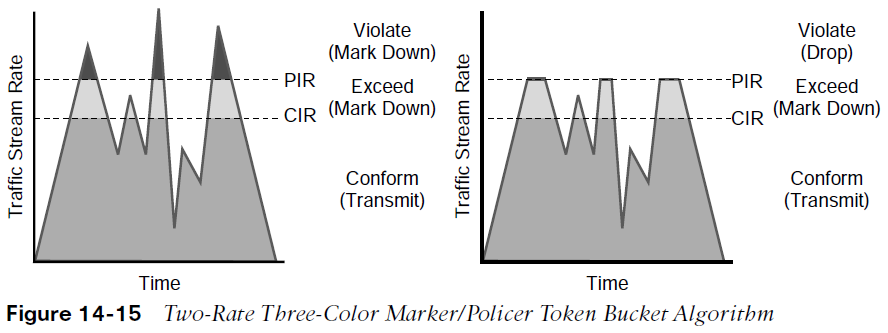 Traffic Stream Rate
Violate
(Mark Down)
PIR
Exceed
(Mark Down)
CIR
Conform
(Transmit)
Time
Traffic Stream Rate
Violate
(Drop)
PIR
Exceed
(Mark Down)
CIR
Conform
(Transmit)
Time
Figure 14-15 Two-Rate Three-Color Marker/Policer Token Bucket Algorithm